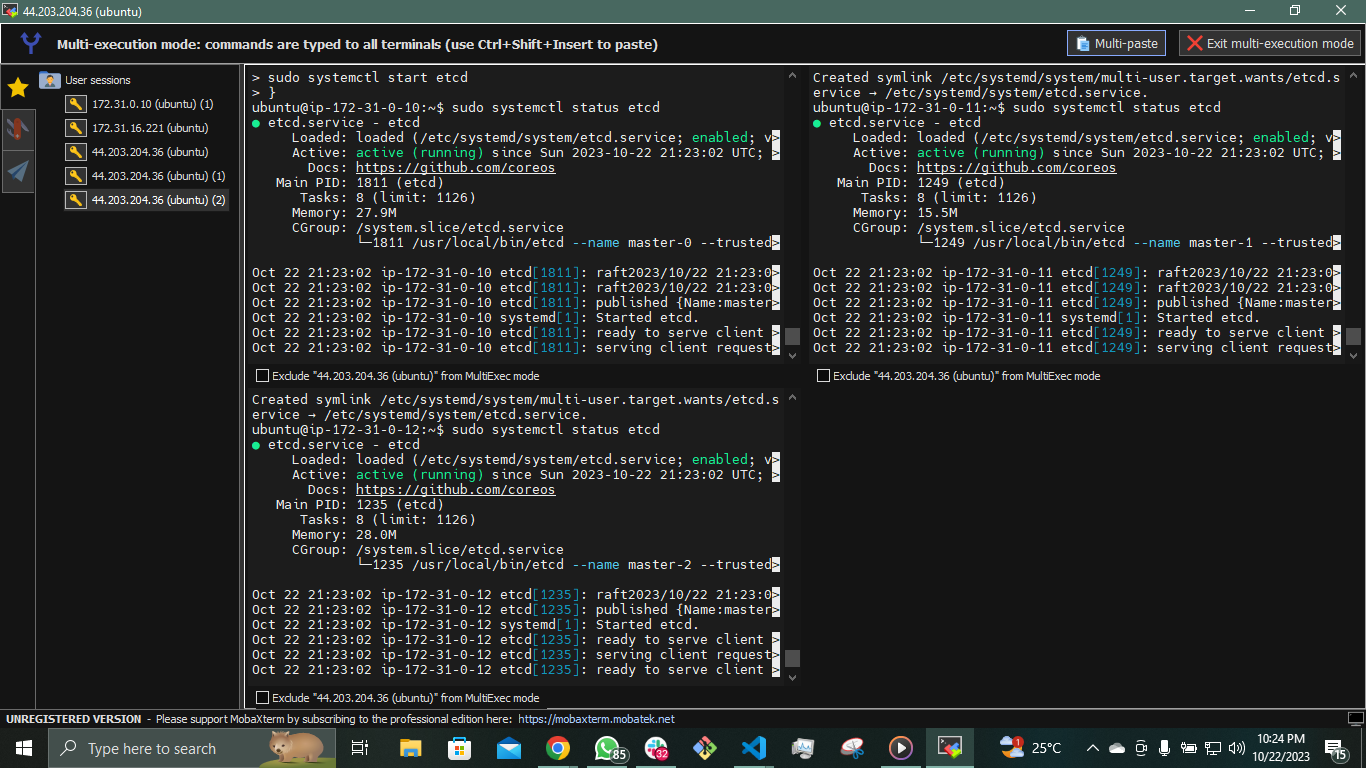 44.203.204.36 (ubuntu)
Multi-execution mode: commands are typed to all terminals (use Ctrl+Shift+Insert to paste)
Multi-paste
Exit multi-execution mode
User sessions
172.31.0.10 (ubuntu) (1)
172.31.16.221 (ubuntu)
44.203.204.36 (ubuntu)
44.203.204.36 (ubuntu) (1)
44.203.204.36 (ubuntu) (2)
> sudo systemctl start etcd
> }
ubuntu@ip-172-31-0-10:~$ sudo systemctl status etcd
● etcd.service - etcd
Loaded: loaded (/etc/systemd/system/etcd.service; enabled; v>
Active: active (running) since Sun 2023-10-22 21:23:02 UTC; >
Docs: https://github.com/coreos
Main PID: 1811 (etcd)
Tasks: 8 (limit: 1126)
Memory: 27.9M
CGroup: /system.slice/etcd.service
└─1811 /usr/local/bin/etcd --name master-0 --trusted>
Oct 22 21:23:02 ip-172-31-0-10 etcd[1811]: raft2023/10/22 21:23:0>
Oct 22 21:23:02 ip-172-31-0-10 etcd[1811]: raft2023/10/22 21:23:0>
Oct 22 21:23:02 ip-172-31-0-10 etcd[1811]: published {Name:master>
Oct 22 21:23:02 ip-172-31-0-10 systemd[1]: Started etcd.
Oct 22 21:23:02 ip-172-31-0-10 etcd[1811]: ready to serve client >
Oct 22 21:23:02 ip-172-31-0-10 etcd[1811]: serving client request>
Exclude "44.203.204.36 (ubuntu)" from MultiExec mode
Created symlink /etc/systemd/system/multi-user.target.wants/etcd.s
ervice → /etc/systemd/system/etcd.service.
ubuntu@ip-172-31-0-11:~$ sudo systemctl status etcd
● etcd.service - etcd
Loaded: loaded (/etc/systemd/system/etcd.service; enabled; v>
Active: active (running) since Sun 2023-10-22 21:23:02 UTC; >
Docs: https://github.com/coreos
Main PID: 1249 (etcd)
Tasks: 8 (limit: 1126)
Memory: 15.5M
CGroup: /system.slice/etcd.service
└─1249 /usr/local/bin/etcd --name master-1 --trusted>
Oct 22 21:23:02 ip-172-31-0-11 etcd[1249]: raft2023/10/22 21:23:0>
Oct 22 21:23:02 ip-172-31-0-11 etcd[1249]: raft2023/10/22 21:23:0>
Oct 22 21:23:02 ip-172-31-0-11 etcd[1249]: published {Name:master>
Oct 22 21:23:02 ip-172-31-0-11 systemd[1]: Started etcd.
Oct 22 21:23:02 ip-172-31-0-11 etcd[1249]: ready to serve client >
Oct 22 21:23:02 ip-172-31-0-11 etcd[1249]: serving client request>
Exclude "44.203.204.36 (ubuntu)" from MultiExec mode
Created symlink /etc/systemd/system/multi-user.target.wants/etcd.s
ervice → /etc/systemd/system/etcd.service.
ubuntu@ip-172-31-0-12:~$ sudo systemctl status etcd
● etcd.service - etcd
Loaded: loaded (/etc/systemd/system/etcd.service; enabled; v>
Active: active (running) since Sun 2023-10-22 21:23:02 UTC; >
Docs: https://github.com/coreos
Main PID: 1235 (etcd)
Tasks: 8 (limit: 1126)
Memory: 28.0M
CGroup: /system.slice/etcd.service
└─1235 /usr/local/bin/etcd --name master-2 --trusted>
Oct 22 21:23:02 ip-172-31-0-12 etcd[1235]: raft2023/10/22 21:23:0>
Oct 22 21:23:02 ip-172-31-0-12 etcd[1235]: published {Name:master>
Oct 22 21:23:02 ip-172-31-0-12 systemd[1]: Started etcd.
Oct 22 21:23:02 ip-172-31-0-12 etcd[1235]: ready to serve client >
Oct 22 21:23:02 ip-172-31-0-12 etcd[1235]: serving client request>
Oct 22 21:23:02 ip-172-31-0-12 etcd[1235]: ready to serve client >
Exclude "44.203.204.36 (ubuntu)" from MultiExec mode
UNREGISTERED VERSION - Please support MobaXterm by subscribing to the professional edition here: https://mobaxterm.mobatek.net
Type here to search
85
32
1
25°C
10:24 PM
10/22/2023
15